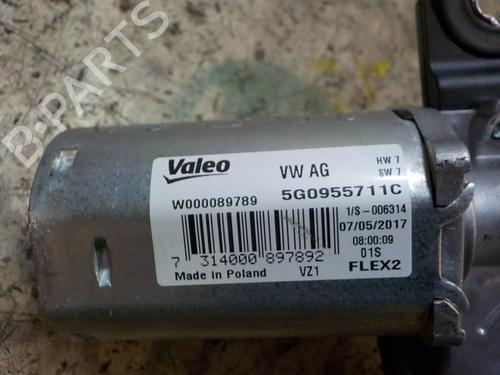 B-PARTS
Valeo VW AG HW 7
SW 7
W000089789 5G0955711C
1/S-006314
07/05/2017
08:00:09
7 314000 897892 01S
Made in Poland VZ1 FLEX2